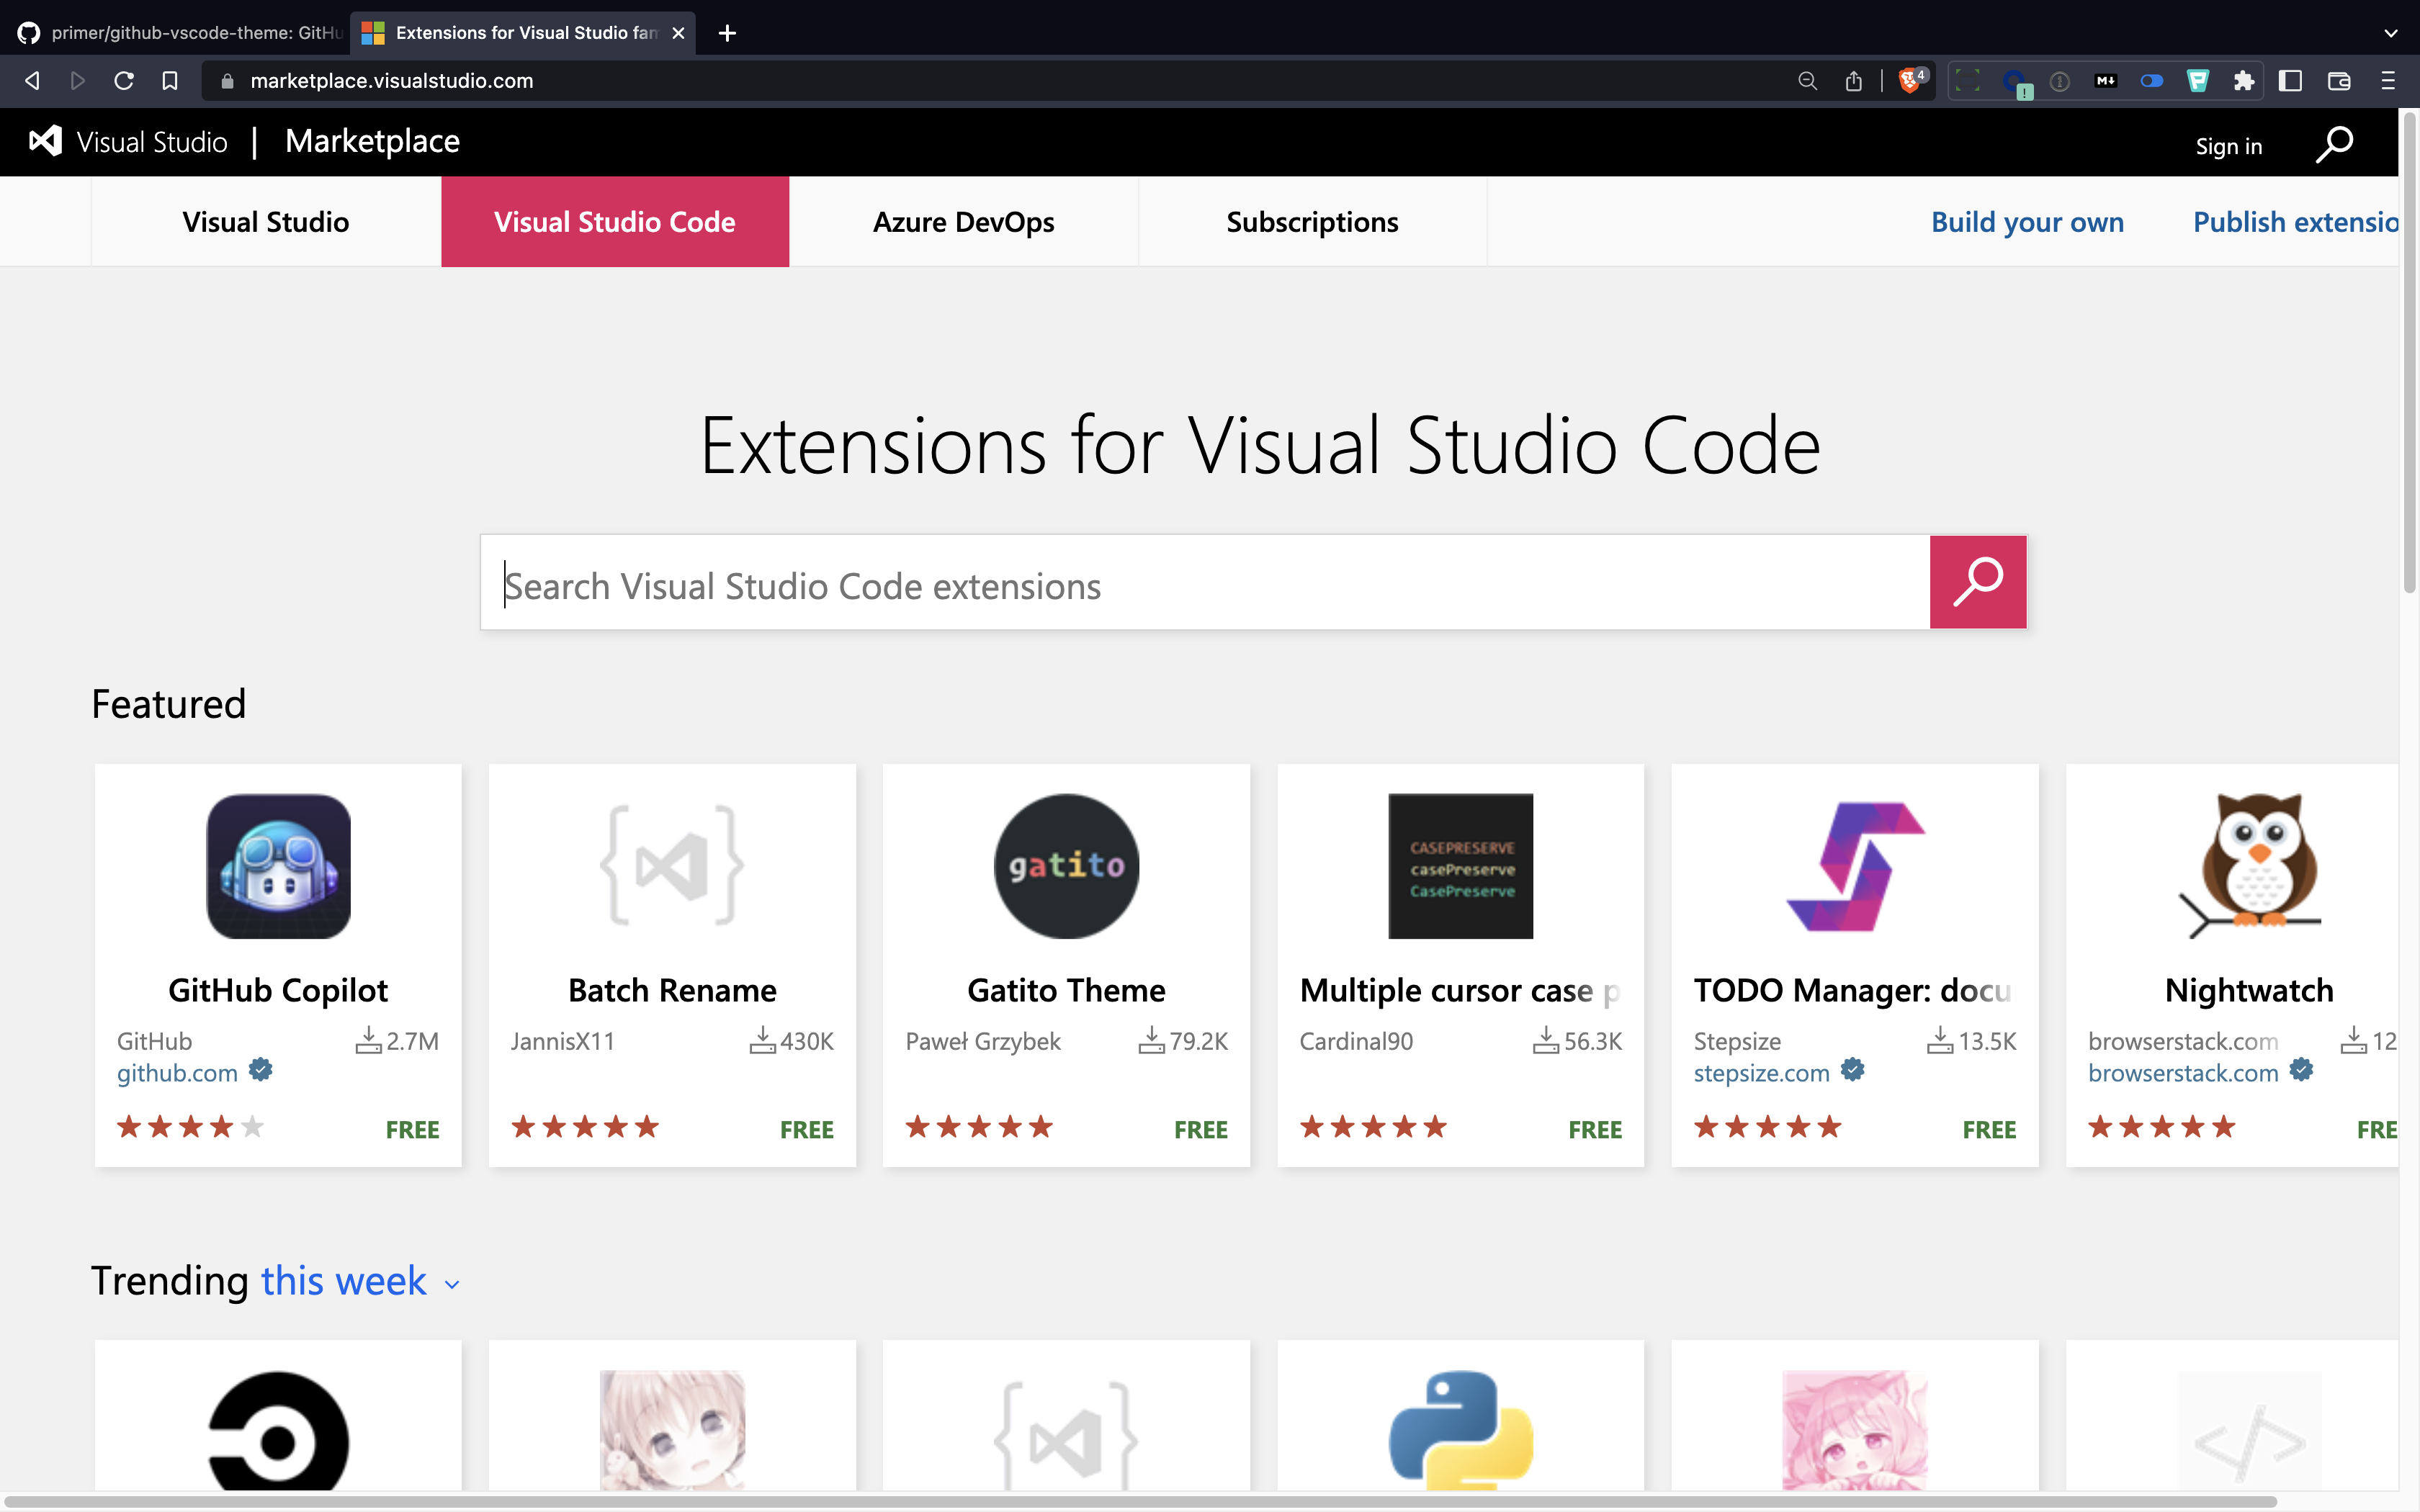 primer/github-vscode-theme: GitHu
Extensions for Visual Studio fam
marketplace.visualstudio.com
4
M
!
Visual Studio | Marketplace
Sign in
Visual Studio
Visual Studio Code
Azure DevOps
Subscriptions
Build your own
Publish extensio
Extensions for Visual Studio Code
Search Visual Studio Code extensions
Featured
gatito
CASEPRESERVE
casePreserve
CasePreserve
GitHub Copilot
GitHub
2.7M
github.com
FREE
Batch Rename
JannisX11
430K
FREE
Gatito Theme
Paweł Grzybek
79.2K
FREE
Multiple cursor case p
Cardinal90
56.3K
FREE
TODO Manager: docu
Stepsize
13.5K
stepsize.com
FREE
Nightwatch
browserstack.com
12
browserstack.com
FRE
Trending this week